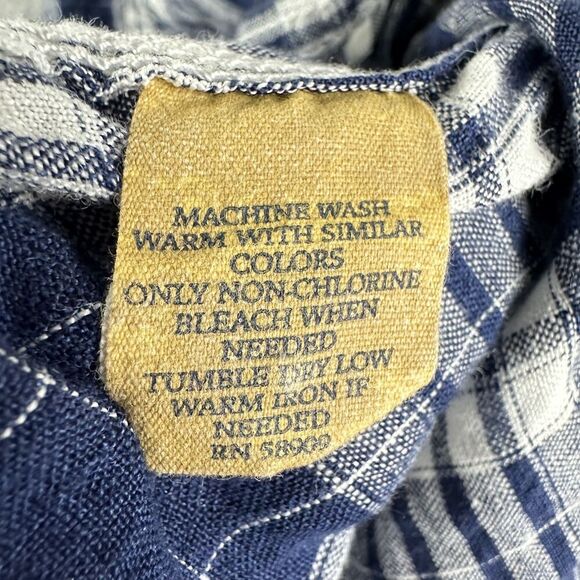 MACHINE WASH
WARM WITH SIMILAR
COLORS
ONLY NON-CHLORINE
BLEACH WHEN
NEEDED
TUMBLE DRY LOW
WARM IRON IF
NEEDED
RN 58900